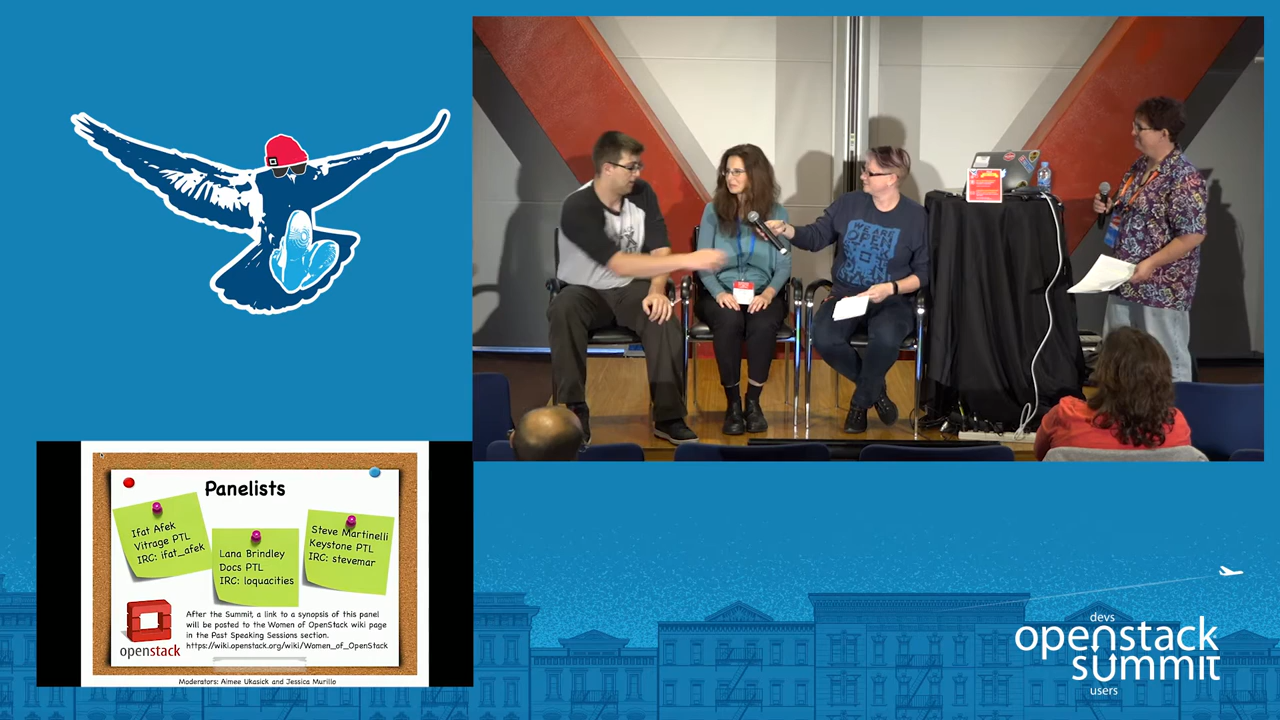 WE ARE
OPEN
Panelists
Ifat Afek
Vitrage PTL
IRC: ifat_afek
Lana Brindley
Docs PTL
IRC: loquacities
Steve Martinelli
Keystone PTL
IRC: stevemar
After the Summit, a link to a synopsis of this panel
will be posted to the Women of OpenStack wiki page
in the Past Speaking Sessions section.
https://wiki.openstack.org/wiki/Women_of_OpenStack
openstack
Moderators: Aimee Ukasick and Jessica Murillo
devs
openstack
summit
users